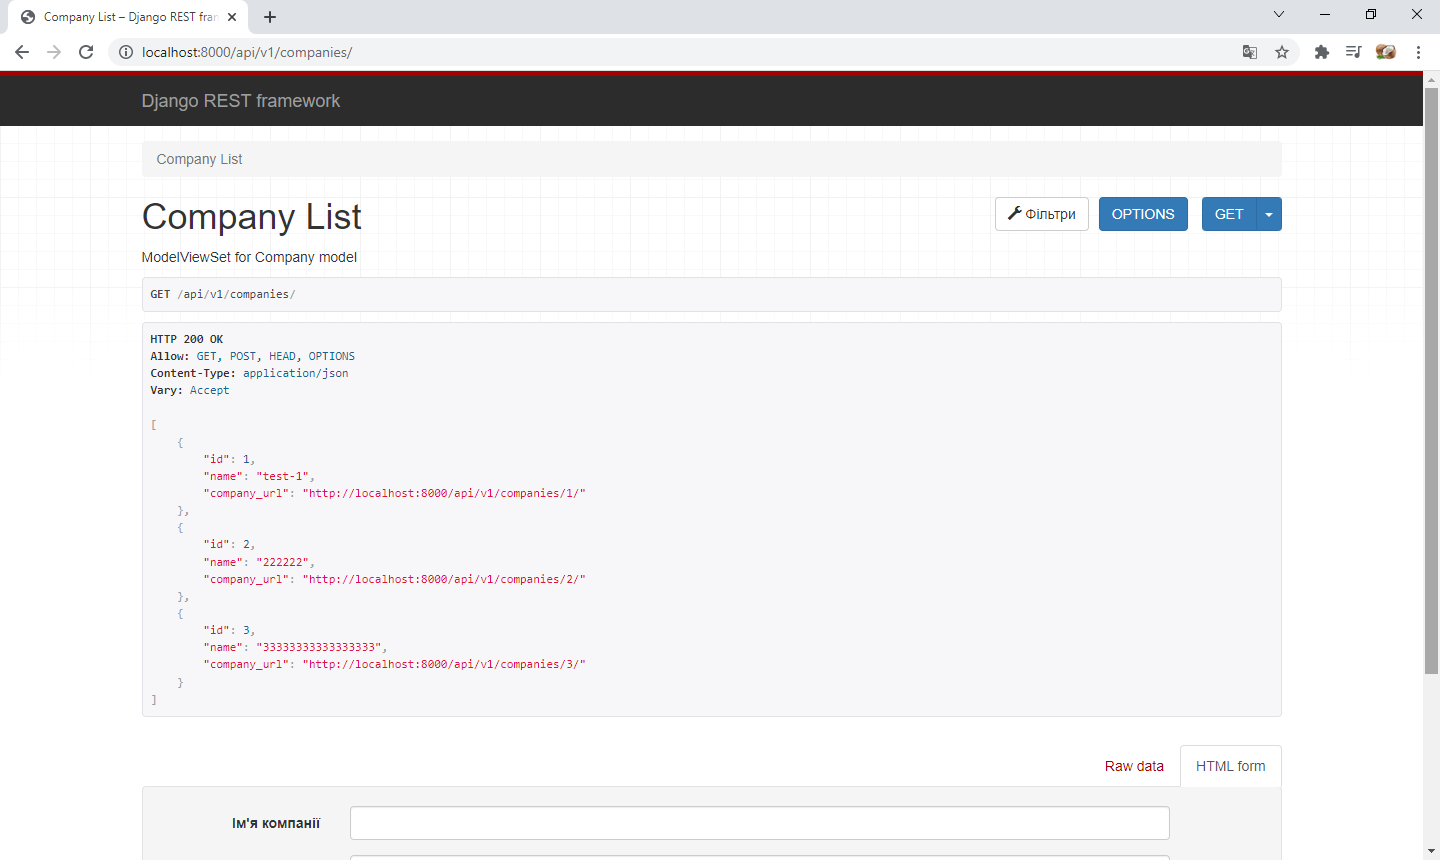 Company List – Django REST fran
localhost:8000/api/v1/companies/
Django REST framework
Company List
Company List
Фільтри
OPTIONS
GET
ModelViewSet for Company model
GET /api/v1/companies/
HTTP 200 OK
Allow: GET, POST, HEAD, OPTIONS
Content-Type: application/json
Vary: Accept
[
{
"id": 1,
"name": "test-1",
"company_url": "http://localhost:8000/api/v1/companies/1/"
},
{
"id": 2,
"name": "222222",
"company_url": "http://localhost:8000/api/v1/companies/2/"
},
{
"id": 3,
"name": "33333333333333333",
"company_url": "http://localhost:8000/api/v1/companies/3/"
}
]
Raw data
HTML form
Ім'я компанії